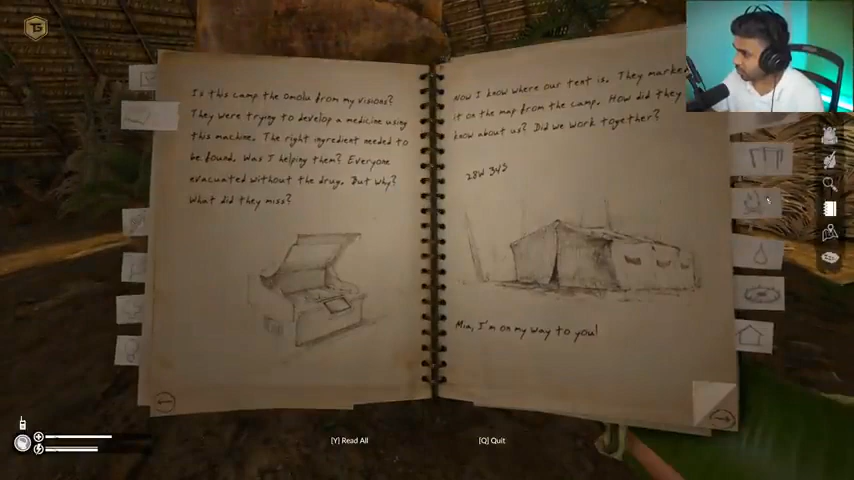 Is this camp the Omolia from my visions?
They were trying to develop a medicine using
this machine. The right ingredient needed to
be found. Was I helping them? Everyone
evacuated without the drug. But why?
What did they miss?
Now I know where our tent is. They marked
it on the map from the camp. How did they
know about us? Did we work together?
28W 34S
Mia, I'm on my way to you!
[Y] Read All
[Q] Quit